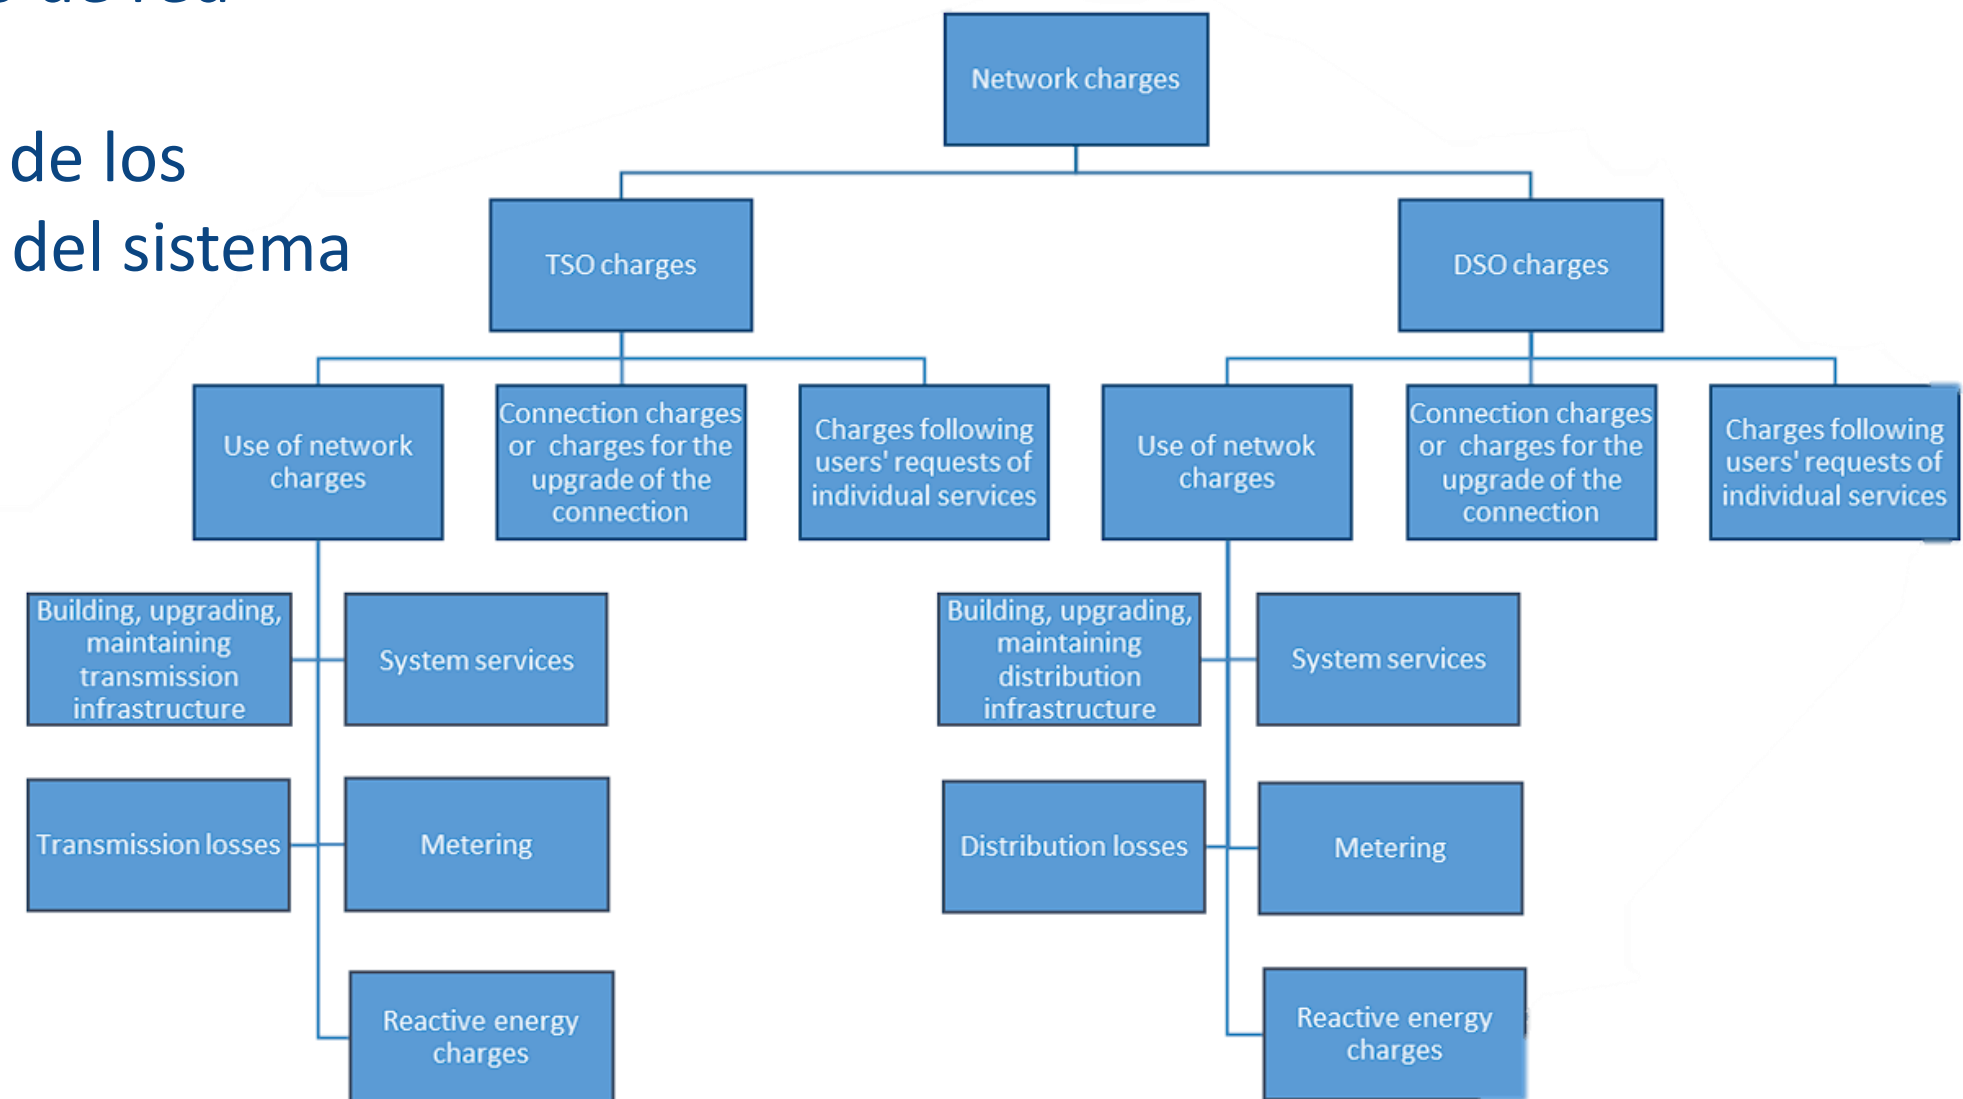 de red
de los
del sistema
Network charges
TSO charges
DSO charges
Use of network
charges
Connection charges
or charges for the
upgrade of the
connection
Charges following
users' requests of
individual services
Use of netwok
charges
Connection charges
or charges for the
upgrade of the
connection
Charges following
users' requests of
individual services
Building, upgrading,
maintaining
transmission
infrastructure
System services
Building, upgrading,
maintaining
distribution
infrastructure
System services
Transmission losses
Metering
Distribution losses
Metering
Reactive energy
charges
Reactive energy
charges